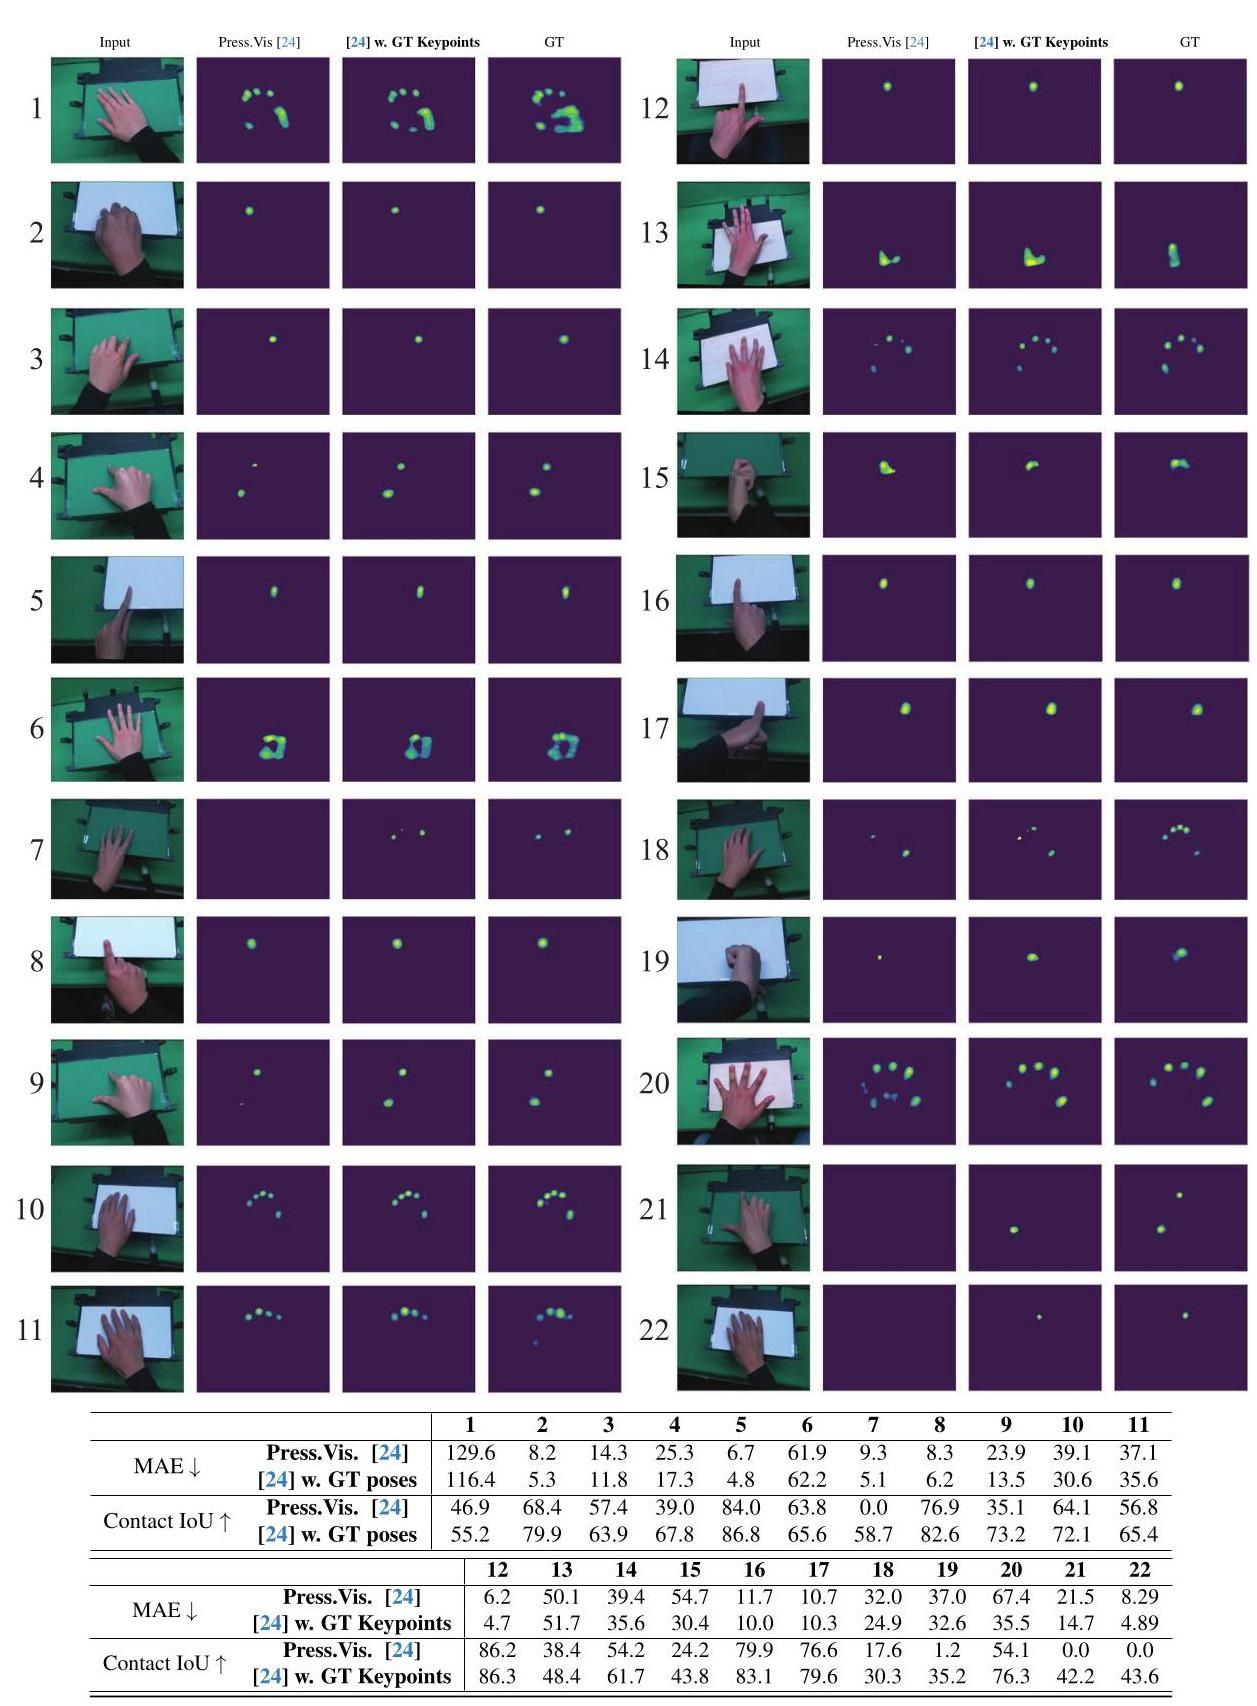 Input Press.Vis [24] [24] w. GT Keypoints GT Input Press.Vis [24] [24] w. GT Keypoints GT
1 12
2 13
3 14
4 15
5 16
6 17
7 18
8 19
9 20
10 21
11 22
1 2 3 4 5 6 7 8 9 10 11
MAE ↓ Press.Vis. [24] 129.6 8.2 14.3 25.3 6.7 61.9 9.3 8.3 23.9 39.1 37.1
[24] w. GT poses 116.4 5.3 11.8 17.3 4.8 62.2 5.1 6.2 13.5 30.6 35.6
Contact IoU ↑ Press.Vis. [24] 46.9 68.4 57.4 39.0 84.0 63.8 0.0 76.9 35.1 64.1 56.8
[24] w. GT poses 55.2 79.9 63.9 67.8 86.8 65.6 58.7 82.6 73.2 72.1 65.4
12 13 14 15 16 17 18 19 20 21 22
MAE ↓ Press.Vis. [24] 6.2 50.1 39.4 54.7 11.7 10.7 32.0 37.0 67.4 21.5 8.29
[24] w. GT Keypoints 4.7 51.7 35.6 30.4 10.0 10.3 24.9 32.6 35.5 14.7 4.89
Contact IoU ↑ Press.Vis. [24] 86.2 38.4 54.2 24.2 79.9 76.6 17.6 1.2 54.1 0.0 0.0
[24] w. GT Keypoints 86.3 48.4 61.7 43.8 83.1 79.6 30.3 35.2 76.3 42.2 43.6